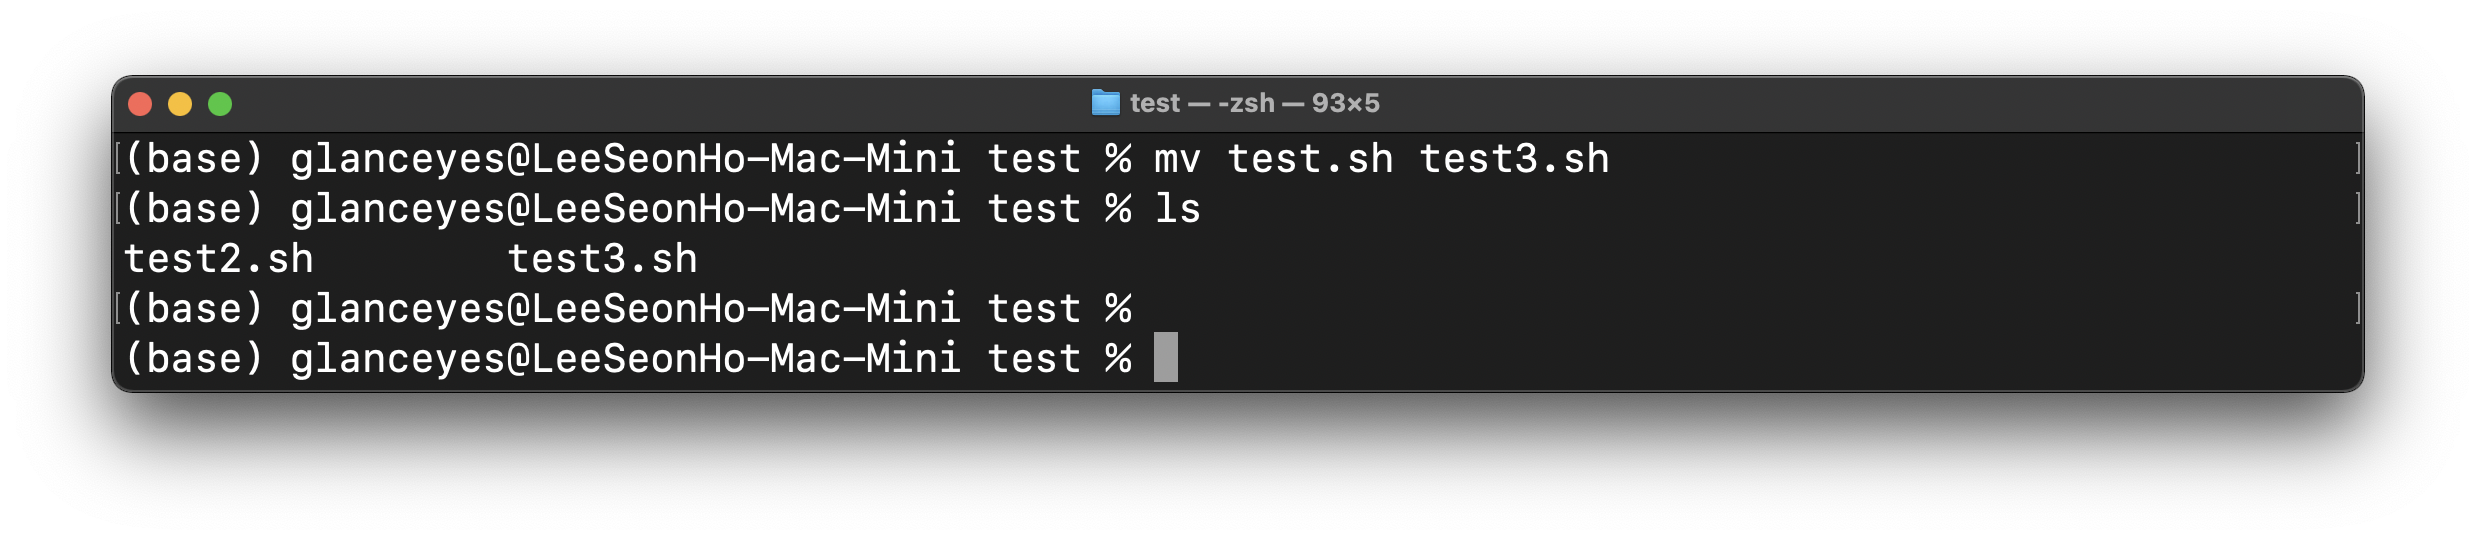 test — -zsh — 93×5
(base) glanceyes@LeeSeonHo-Mac-Mini test % mv test.sh test3.sh
(base) glanceyes@LeeSeonHo-Mac-Mini test % ls
test2.sh        test3.sh
(base) glanceyes@LeeSeonHo-Mac-Mini test %
(base) glanceyes@LeeSeonHo-Mac-Mini test %